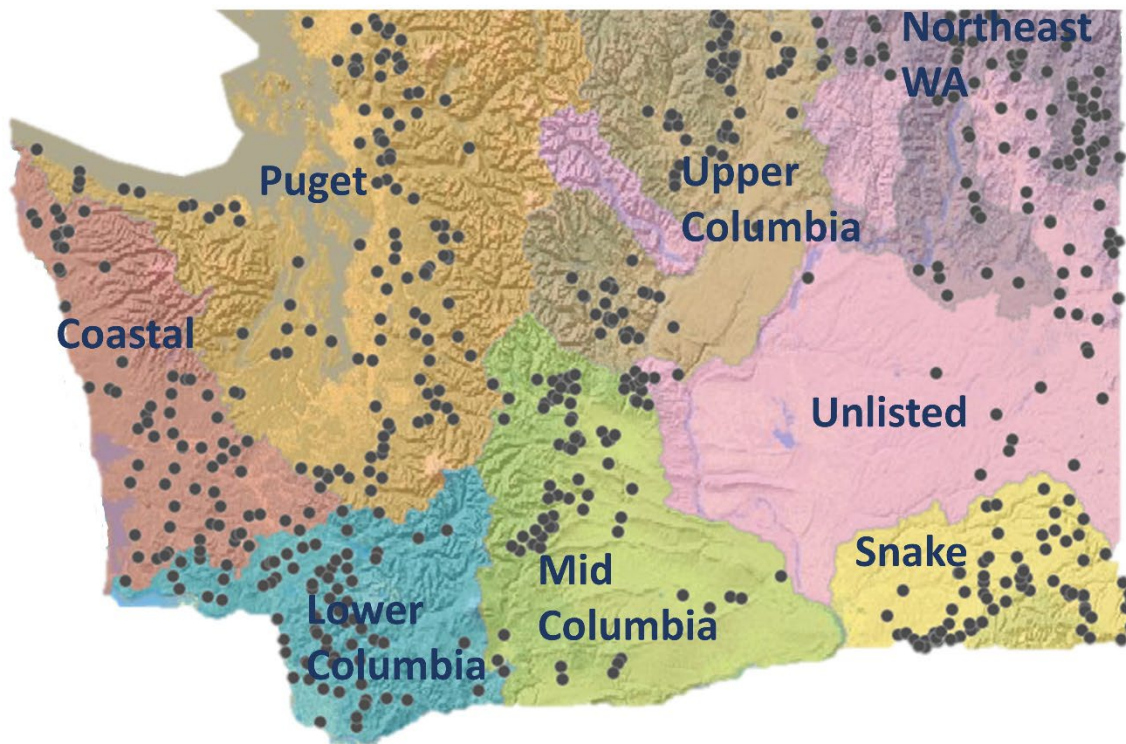 Northeast
WA
Puget
Upper
Columbia
Coastal
Unlisted
Snake
Mid
Columbia
Lower
Columbia